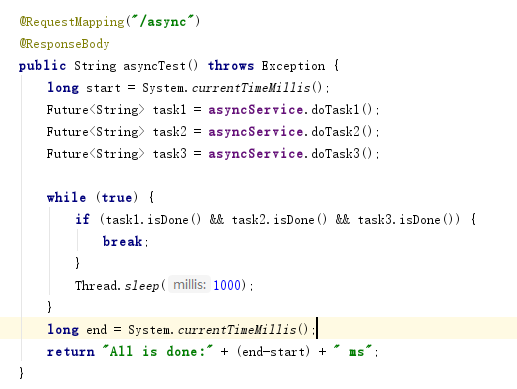 @RequestMapping("/async")
@ResponseBody
public String asyncTest() throws Exception {
    long start = System.currentTimeMillis();
    Future<String> task1 = asyncService.doTask1();
    Future<String> task2 = asyncService.doTask2();
    Future<String> task3 = asyncService.doTask3();

    while (true) {
        if (task1.isDone() && task2.isDone() && task3.isDone()) {
            break;
        }
        Thread.sleep( millis: 1000);
    }
    long end = System.currentTimeMillis();
    return "All is done:" + (end-start) + " ms";
}